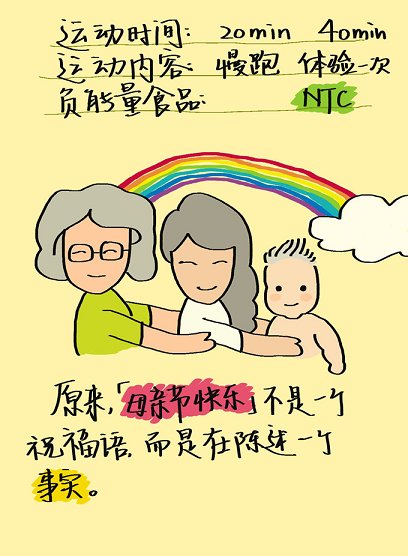 运动时间: 20min 40min
运动内容: 慢跑 体验一次
负能量食品: NTC
原来,「母亲节快乐」不是一个
祝福语,而是在陈述一个
事实。